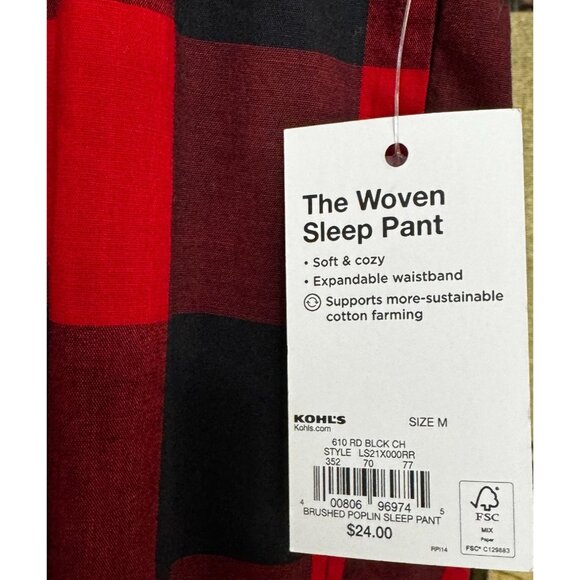 The Woven
Sleep Pant
• Soft & cozy
• Expandable waistband
Supports more-sustainable
cotton farming
KOHL'S
Kohls.com
SIZE M
610 RD BLCK CH
STYLE LS21X000RR
352 70 77
4 00806 96974 5
BRUSHED POPLIN SLEEP PANT
$24.00
RPI14
FSC
MIX
Paper
FSC® C129883